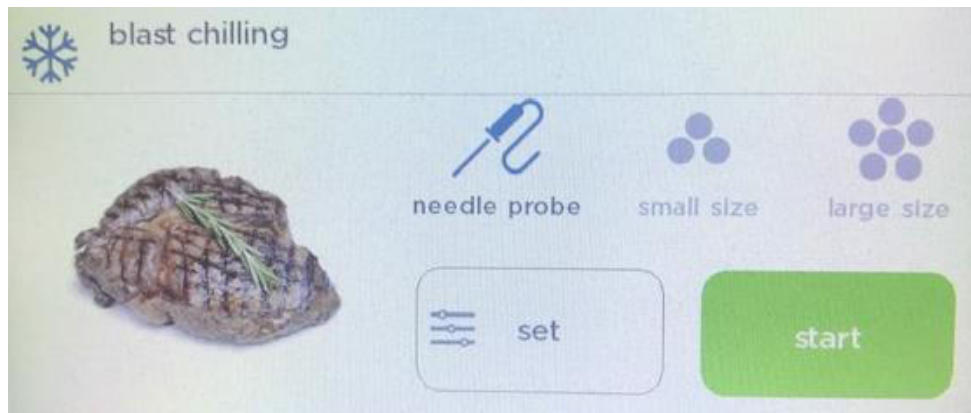 blast chilling
needle probe
small size
large size
set
start